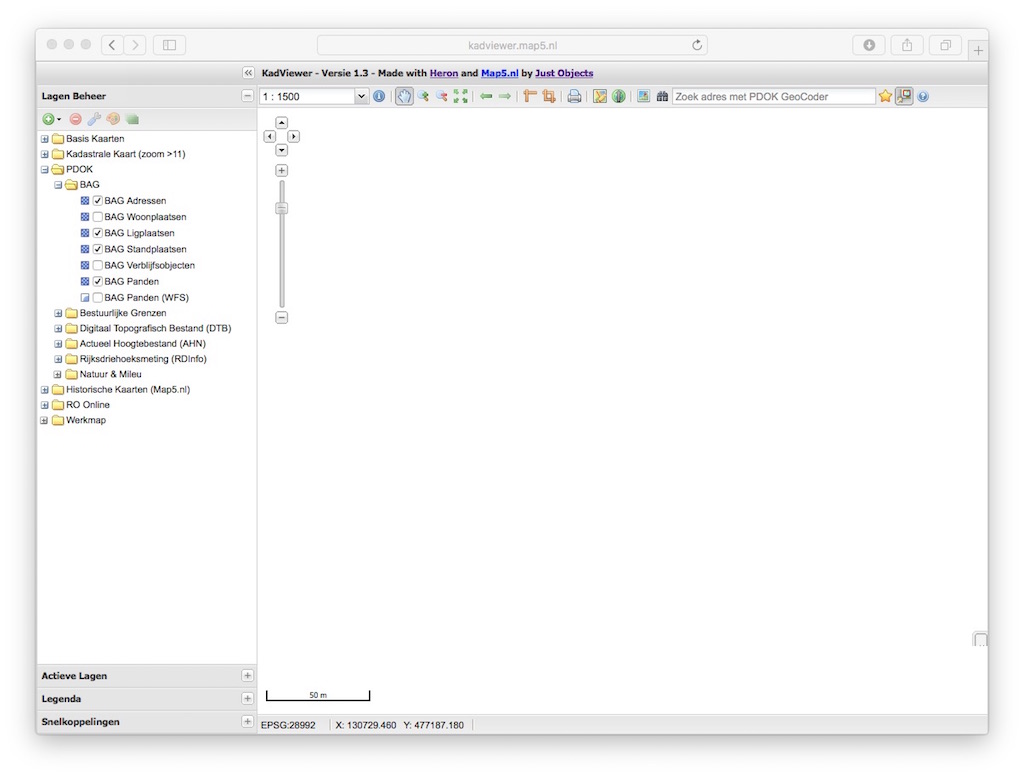 kadviewer.map5.nl
KadViewer - Versie 1.3 - Made with Heron and Map5.nl by Just Objects
Lagen Beheer
1 : 1500
Zoek adres met PDOK GeoCoder
Basis Kaarten
Kadastrale Kaart (zoom >11)
PDOK
BAG
BAG Adressen
BAG Woonplaatsen
BAG Ligplaatsen
BAG Standplaatsen
BAG Verblijfsobjecten
BAG Panden
BAG Panden (WFS)
Bestuurlijke Grenzen
Digitaal Topografisch Bestand (DTB)
Actueel Hoogtebestand (AHN)
Rijksdriehoeksmeting (RDInfo)
Natuur & Mileu
Historische Kaarten (Map5.nl)
RO Online
Werkmap
Actieve Lagen
Legenda
Snelkoppelingen
50 m
EPSG:28992
X: 130729.460 Y: 477187.180